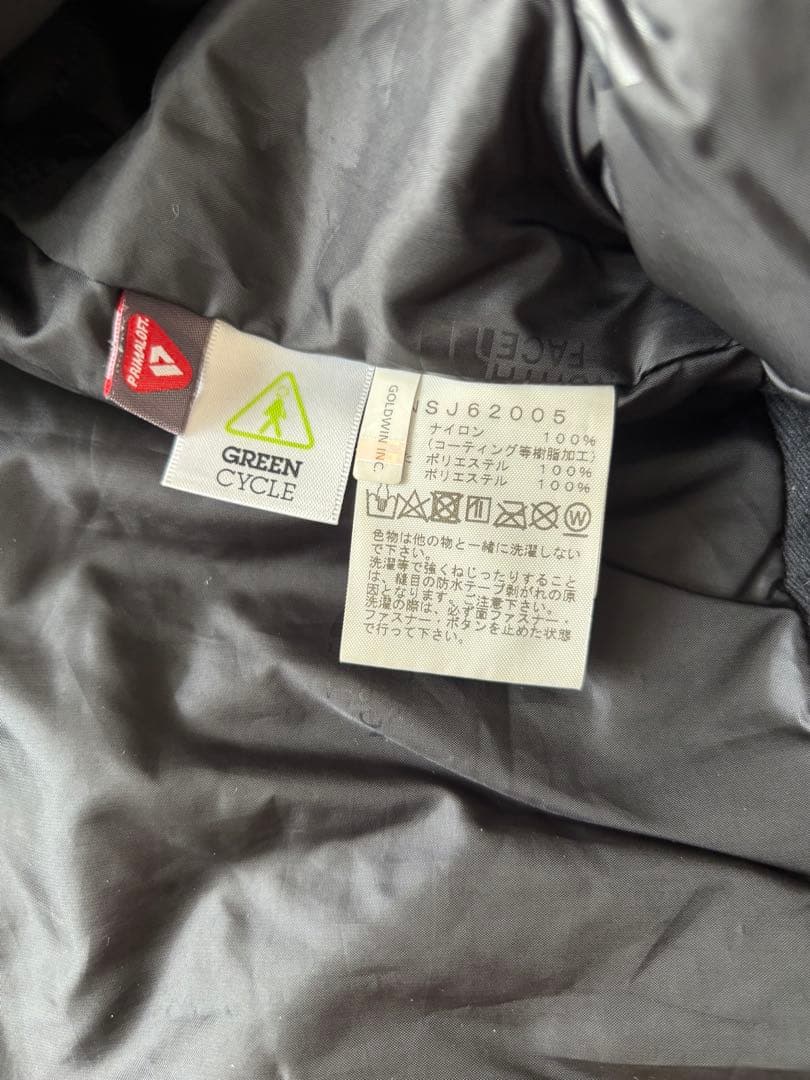 FACE
PRIMALOFT
GREEN
CYCLE
GOLDWIN INC.
NSJ62005
ナイロン 100%
(コーティング等樹脂加工)
ポリエステル 100%
ポリエステル 100%
W
色物は他の物と一緒に洗濯しない
で下さい。
洗濯等で強くねじったりすること
は、縫目の防水テープ剥がれの原
因となります。ご注意下さい。
洗濯の際は、必ず面ファスナー・
ファスナー・ボタンを止めた状態
で行って下さい。